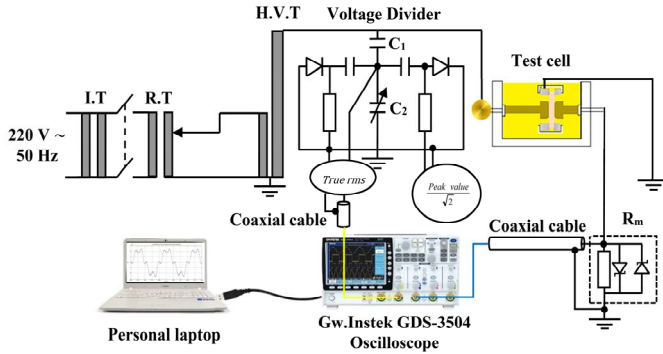 H.V.T
Voltage Divider
C1
Test cell
I.T
R.T
C2
220 V ~
50 Hz
True rms
Peak value
√2
Coaxial cable
Coaxial cable
Rm
Personal laptop
Gw.Instek GDS-3504
Oscilloscope